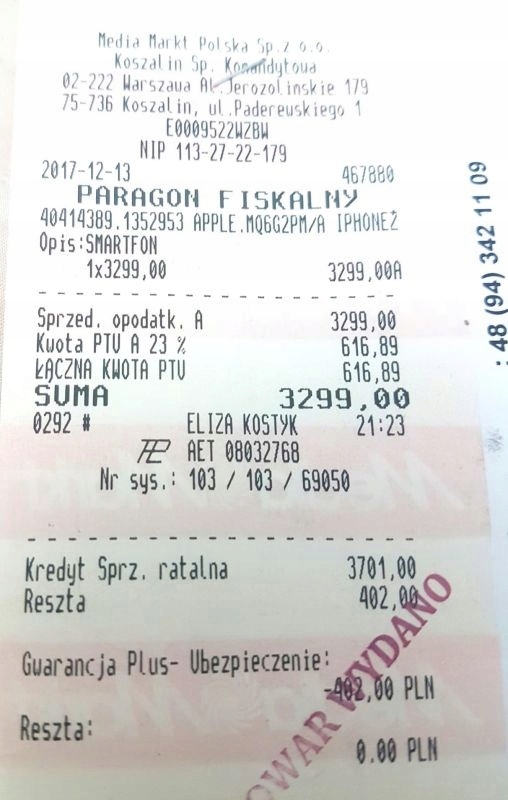 Media Markt Polska Sp.z o.o.
Koszalin Sp. Komandytowa
02-222 Warszawa Al.Jerozolinskie 179
75-736 Koszalin, ul.Paderewskiego 1
E0009522WZBW
NIP 113-27-22-179
2017-12-13 467880
PARAGON FISKALNY
40414389.1352953 APPLE.MQ6G2PM/A IPHONEŻ
Opis:SMARTFON
1x3299,00 3299,00A
Sprzed. opodatk. A 3299,00
Kwota PTU A 23 % 616,89
ŁĄCZNA KWOTA PTU 616,89
SUMA 3299,00
0292 # ELIZA KOSTYK 21:23
AET 08032768
Nr sys.: 103 / 103 / 69050
Kredyt Sprz. ratalna 3701,00
Reszta 402,00
Gwarancja Plus- Ubezpieczenie:
-402,00 PLN
Reszta:
0.00 PLN
OWAR WYDANO
: 48 (94) 342 11 09